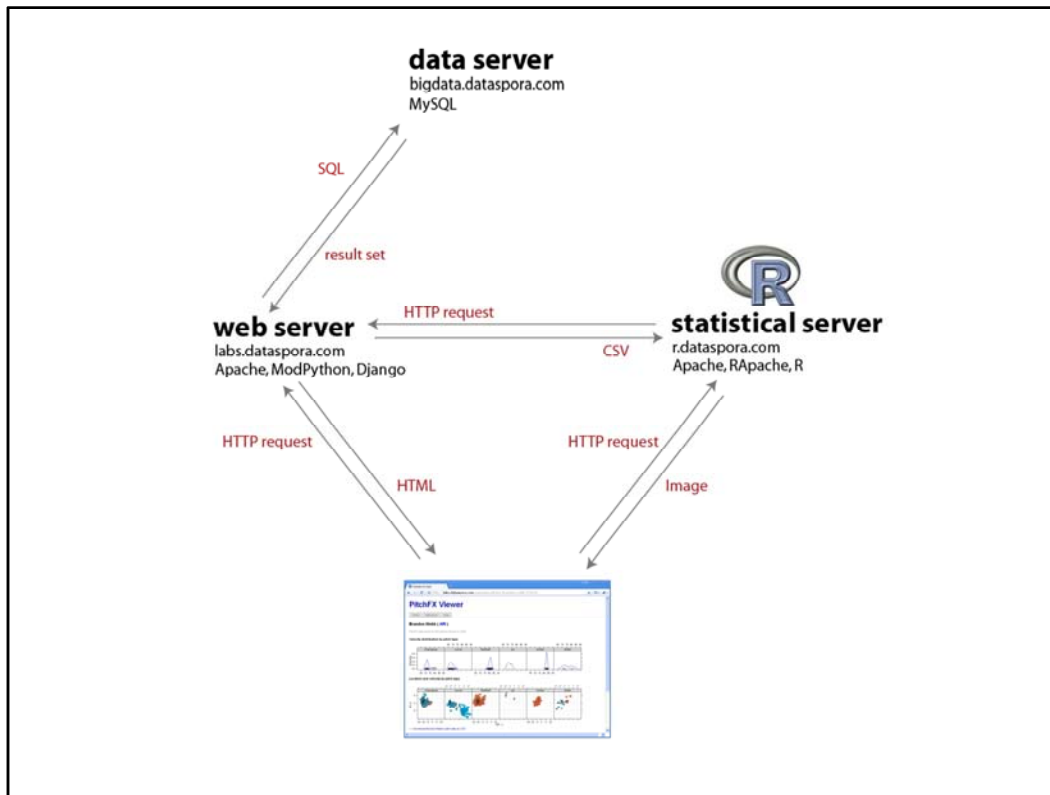 data server
bigdata.dataspora.com
MySQL
SQL
result set
R
HTTP request
web server
labs.dataspora.com
Apache, ModPython, Django
CSV
statistical server
r.dataspora.com
Apache, RApache, R
HTTP request
HTML
HTTP request
Image
PitchFX Viewer